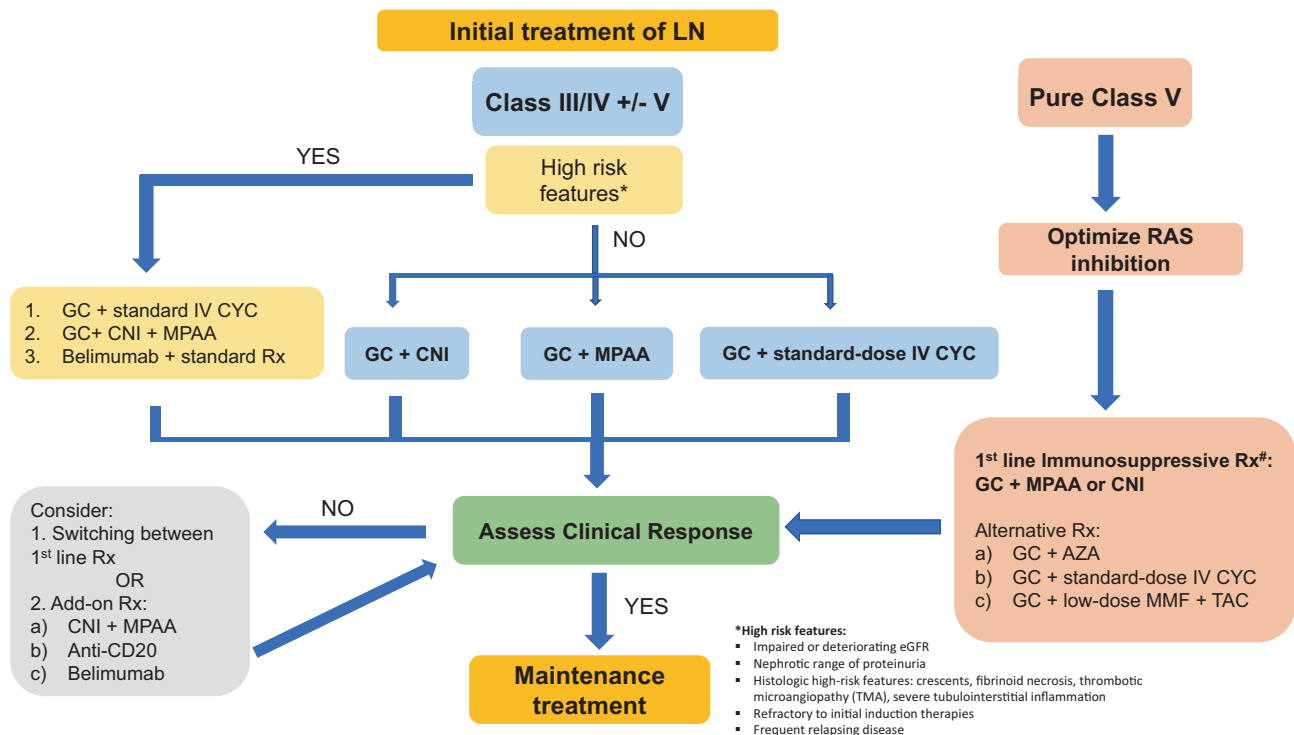 Initial treatment of LN
Class III/IV +/- V
High risk
features*
YES
NO
1. GC + standard IV CYC
2. GC+ CNI + MPAA
3. Belimumab + standard Rx
GC + CNI
GC + MPAA
GC + standard-dose IV CYC
Pure Class V
Optimize RAS
inhibition
1st line Immunosuppressive Rx#:
GC + MPAA or CNI
Alternative Rx:
a) GC + AZA
b) GC + standard-dose IV CYC
c) GC + low-dose MMF + TAC
Assess Clinical Response
NO
Consider:
1. Switching between
1st line Rx
OR
2. Add-on Rx:
a) CNI + MPAA
b) Anti-CD20
c) Belimumab
YES
Maintenance
treatment
*High risk features:
▪ Impaired or deteriorating eGFR
▪ Nephrotic range of proteinuria
▪ Histologic high-risk features: crescents, fibrinoid necrosis, thrombotic
microangiopathy (TMA), severe tubulointerstitial inflammation
▪ Refractory to initial induction therapies
▪ Frequent relapsing disease